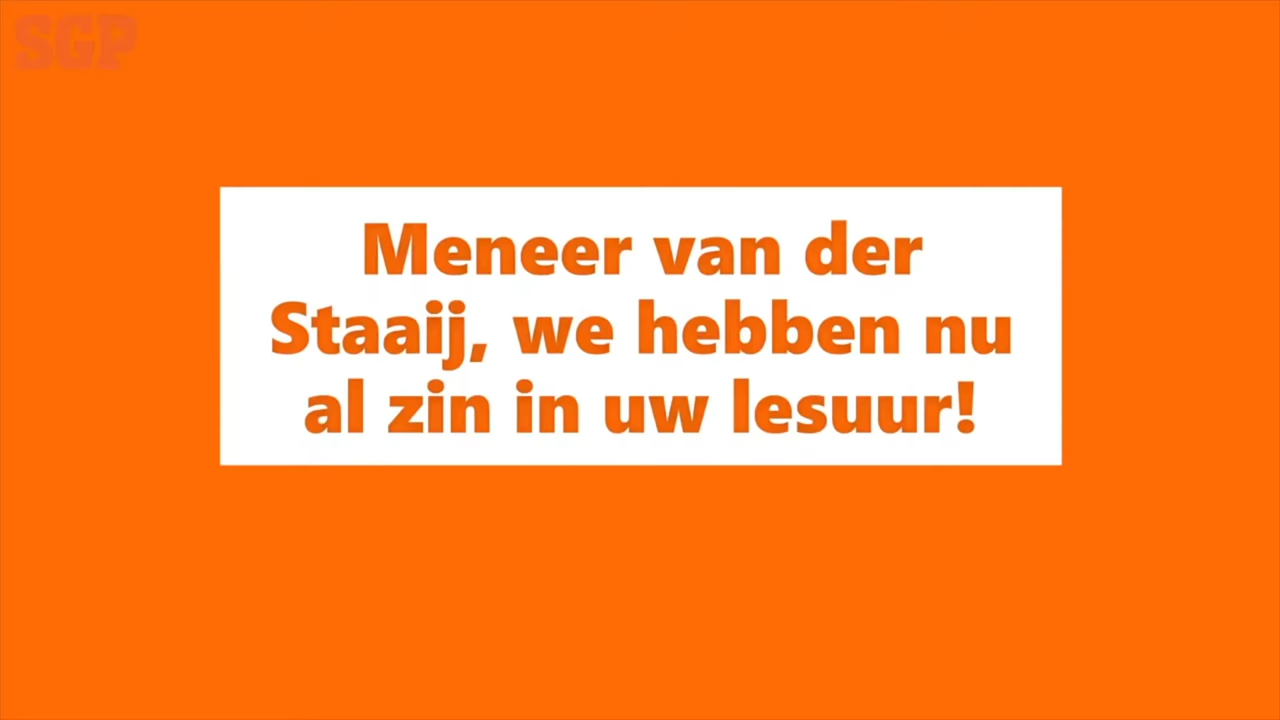 SGP
Meneer van der
Staaij, we hebben nu
al zin in uw lesuur!